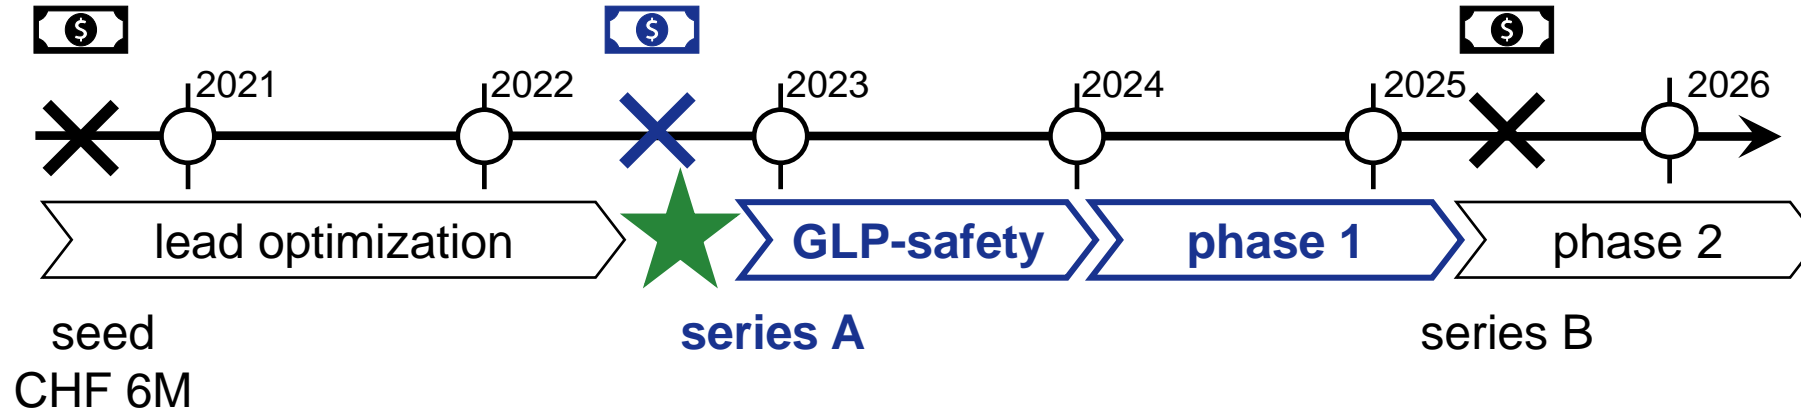 $ $ $
2021 2022 2023 2024 2025 2026
lead optimization GLP-safety phase 1 phase 2
seed series A series B
CHF 6M